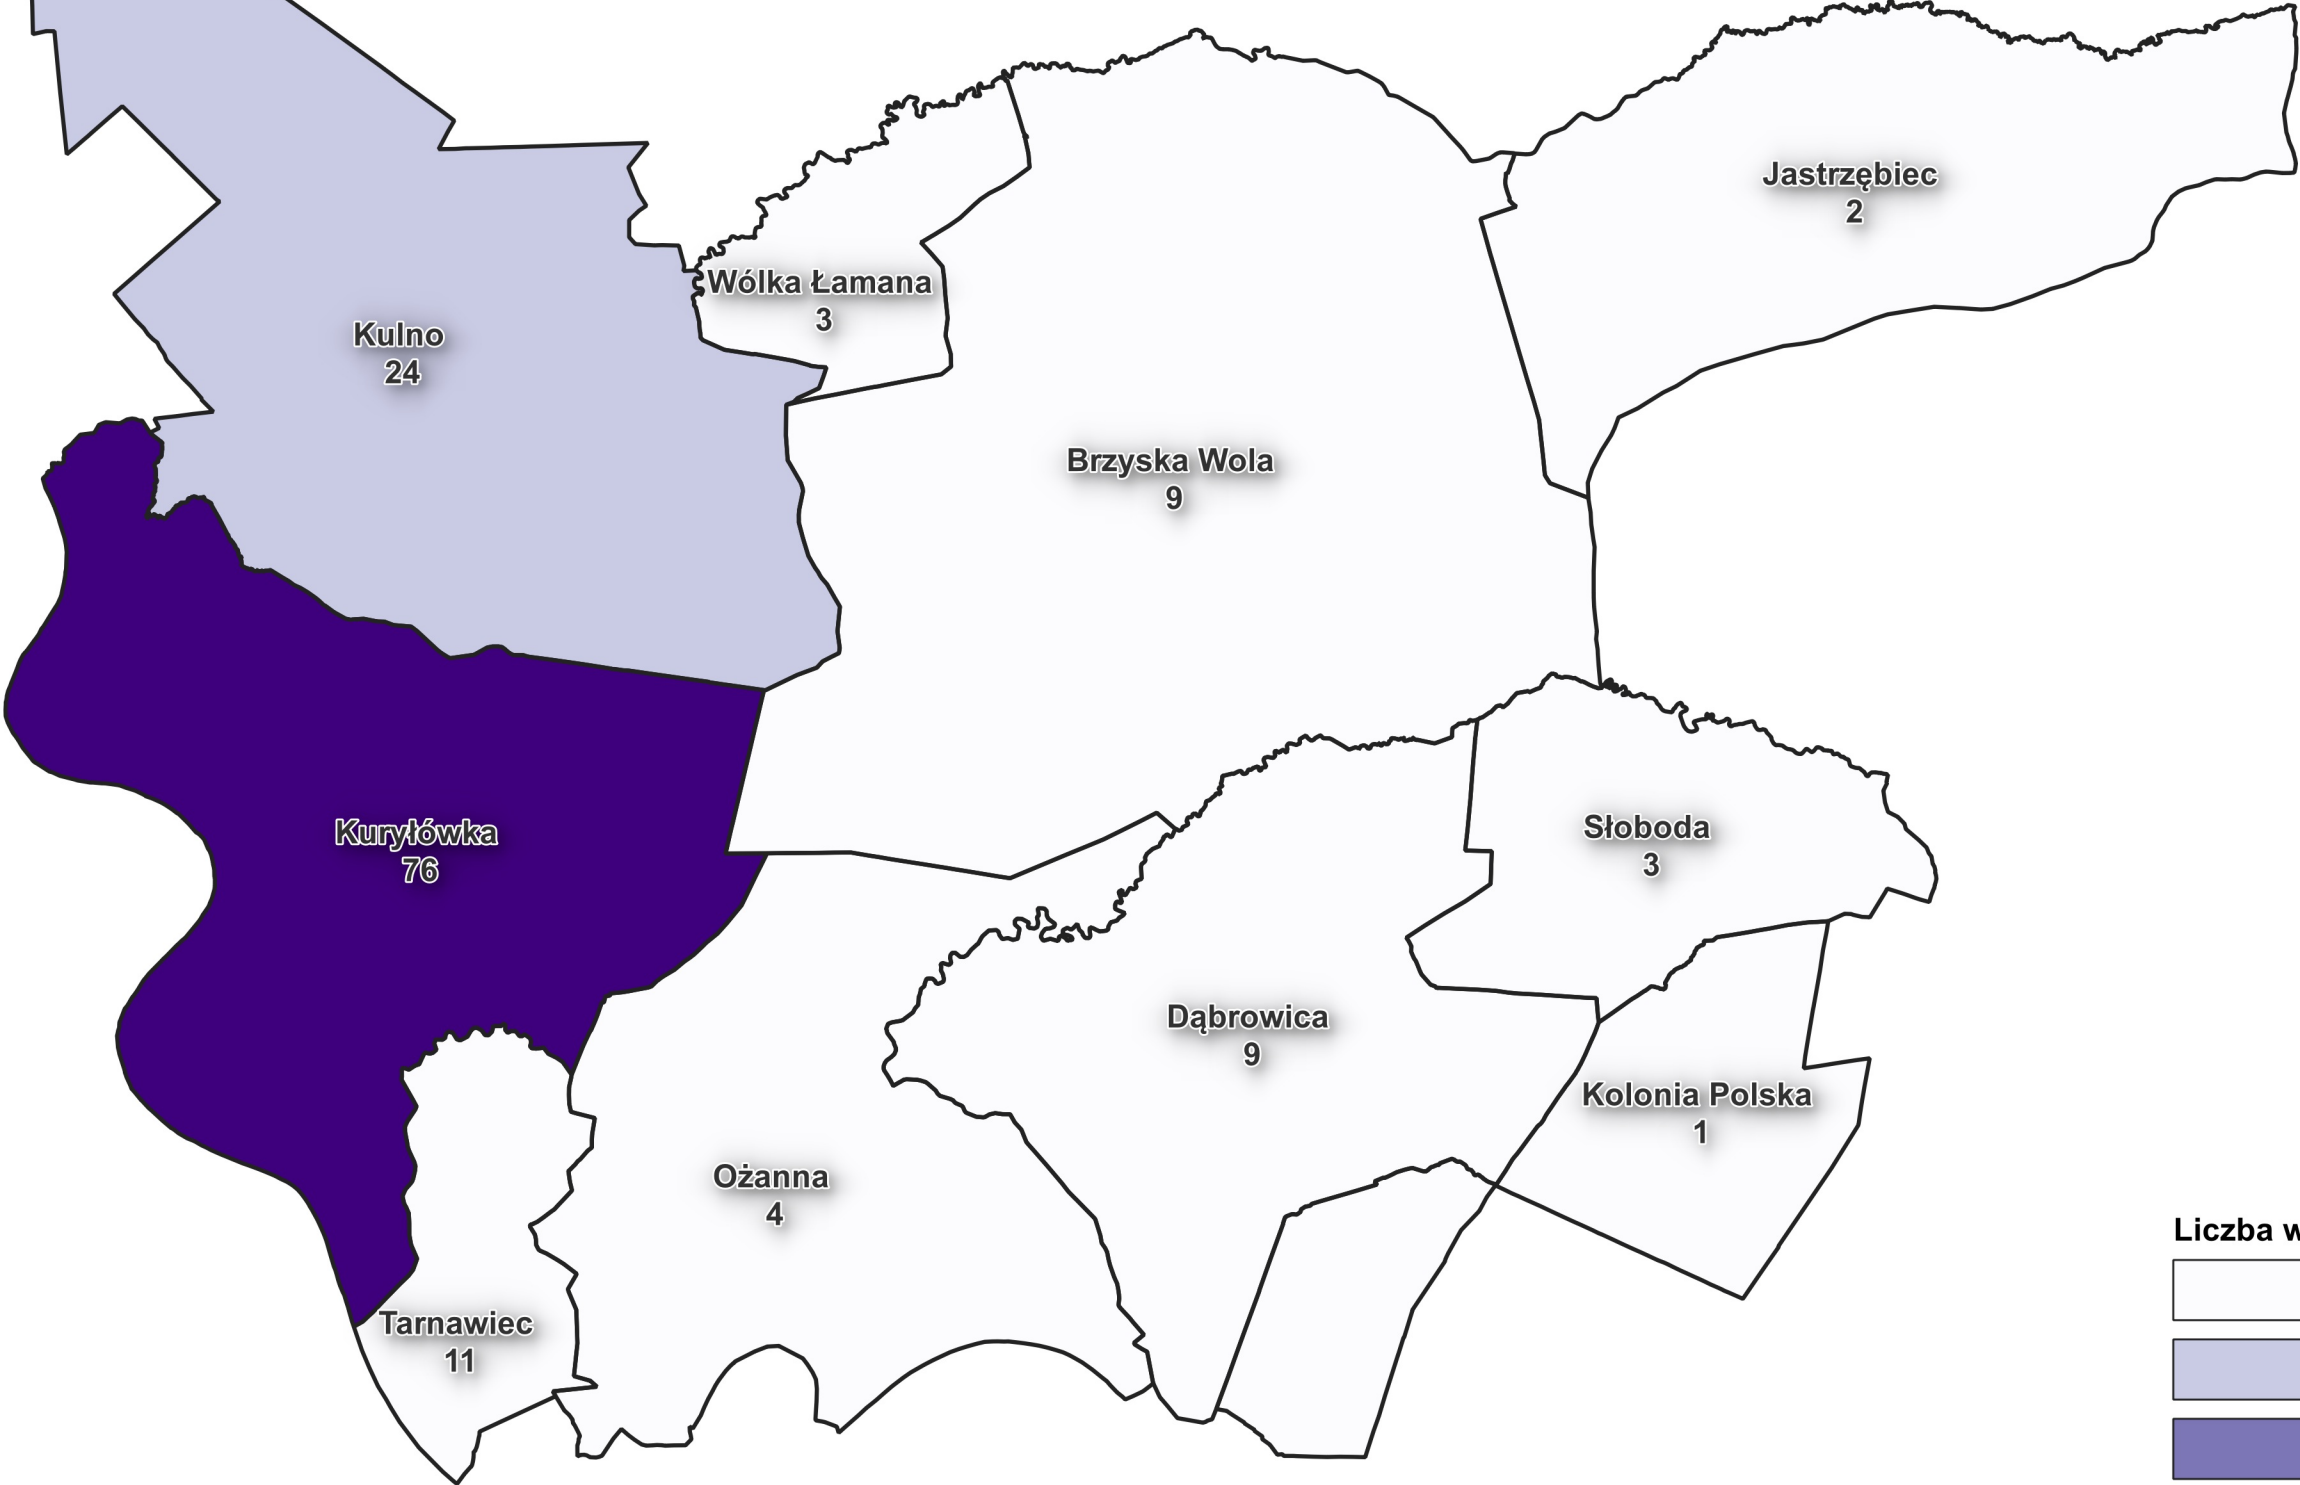 Jastrzębiec
2
Wólka Łamana
3
Kulno
24
Brzyska Wola
9
Kuryłówka
76
Słoboda
3
Dąbrowica
9
Kolonia Polska
1
Ożanna
4
Tarnawiec
11
Liczba